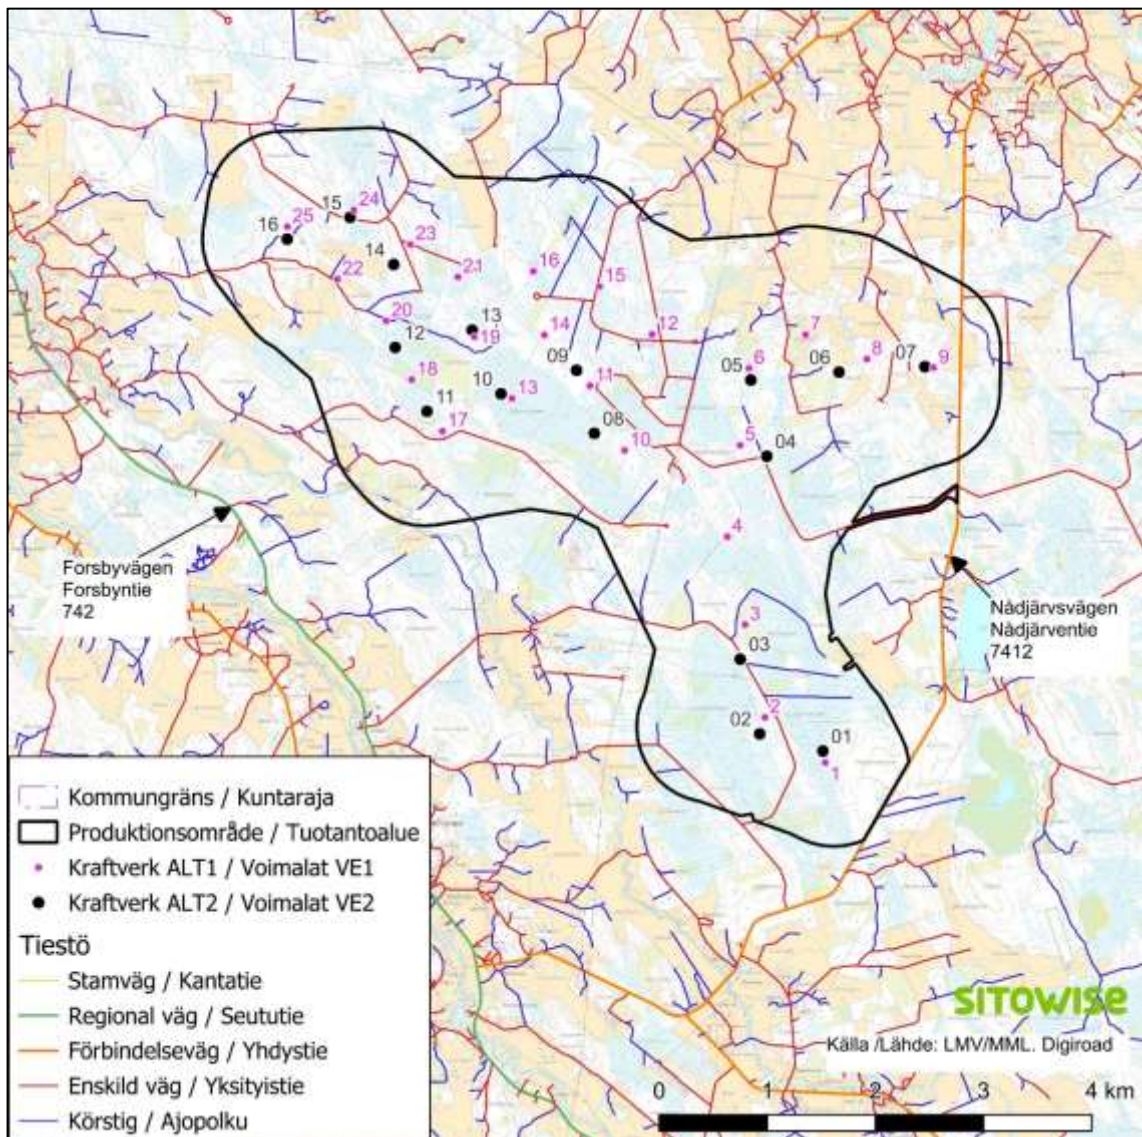 24
15
25
16
23
14
22
21
16
15
20
13
12
19
14
12
7
09
6
8
07
9
18
10
13
11
05
06
11
17
08
10
5
04
4
Forsbyvägen
Forsbyntie
742
Nådjärvsvägen
Nådjärventie
7412
3
03
2
02
01
1
Kommungräns / Kuntaraja
Produktionsområde / Tuotantoalue
Kraftverk ALT1 / Voimalat VE1
Kraftverk ALT2 / Voimalat VE2
Tiestö
Stamväg / Kantatie
Regional väg / Seututie
Förbindelseväg / Yhdystie
Enskild väg / Yksityistie
Körstig / Ajopolku
SITOWISE
Källa /Lähde: LMV/MML. Digiroad
0 1 2 3 4 km